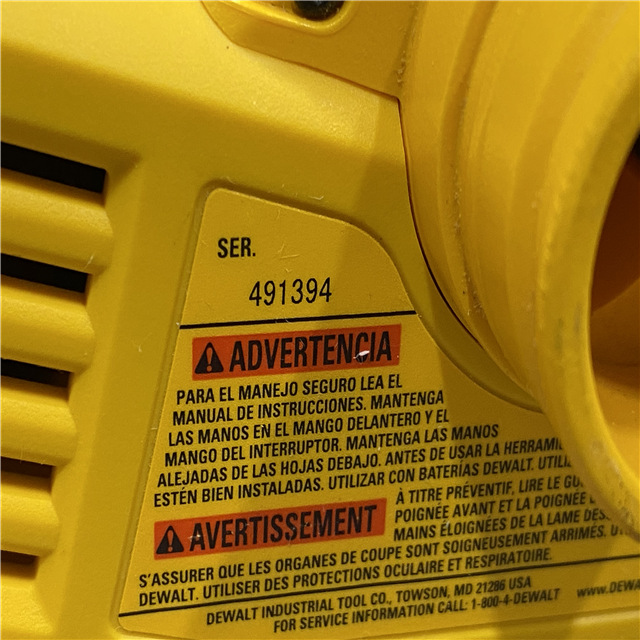 SER.
491394
ADVERTENCIA
PARA EL MANEJO SEGURO LEA EL
MANUAL DE INSTRUCCIONES. MANTENGA
LAS MANOS EN EL MANGO DELANTERO Y EL
MANGO DEL INTERRUPTOR. MANTENGA LAS MANOS
ALEJADAS DE LAS HOJAS DEBAJO. ANTES DE USAR LA
ESTÉN BIEN INSTALADAS. UTILIZAR CON BATERÍAS DEWALT.
AVERTISSEMENT
À TITRE PRÉVENTIF, LIRE LE
POIGNÉE AVANT ET LA POIGNÉE
MAINS ÉLOIGNÉES DE LA LAME
S'ASSURER QUE LES ORGANES DE COUPE SONT SOIGNEUSEMENT ARRIMÉS.
DEWALT. UTILISER DES PROTECTIONS OCULAIRE ET RESPIRATOIRE.
DEWALT INDUSTRIAL TOOL CO., TOWSON, MD 21286 USA
FOR SERVICE INFORMATION CALL: 1-800-4-DEWALT